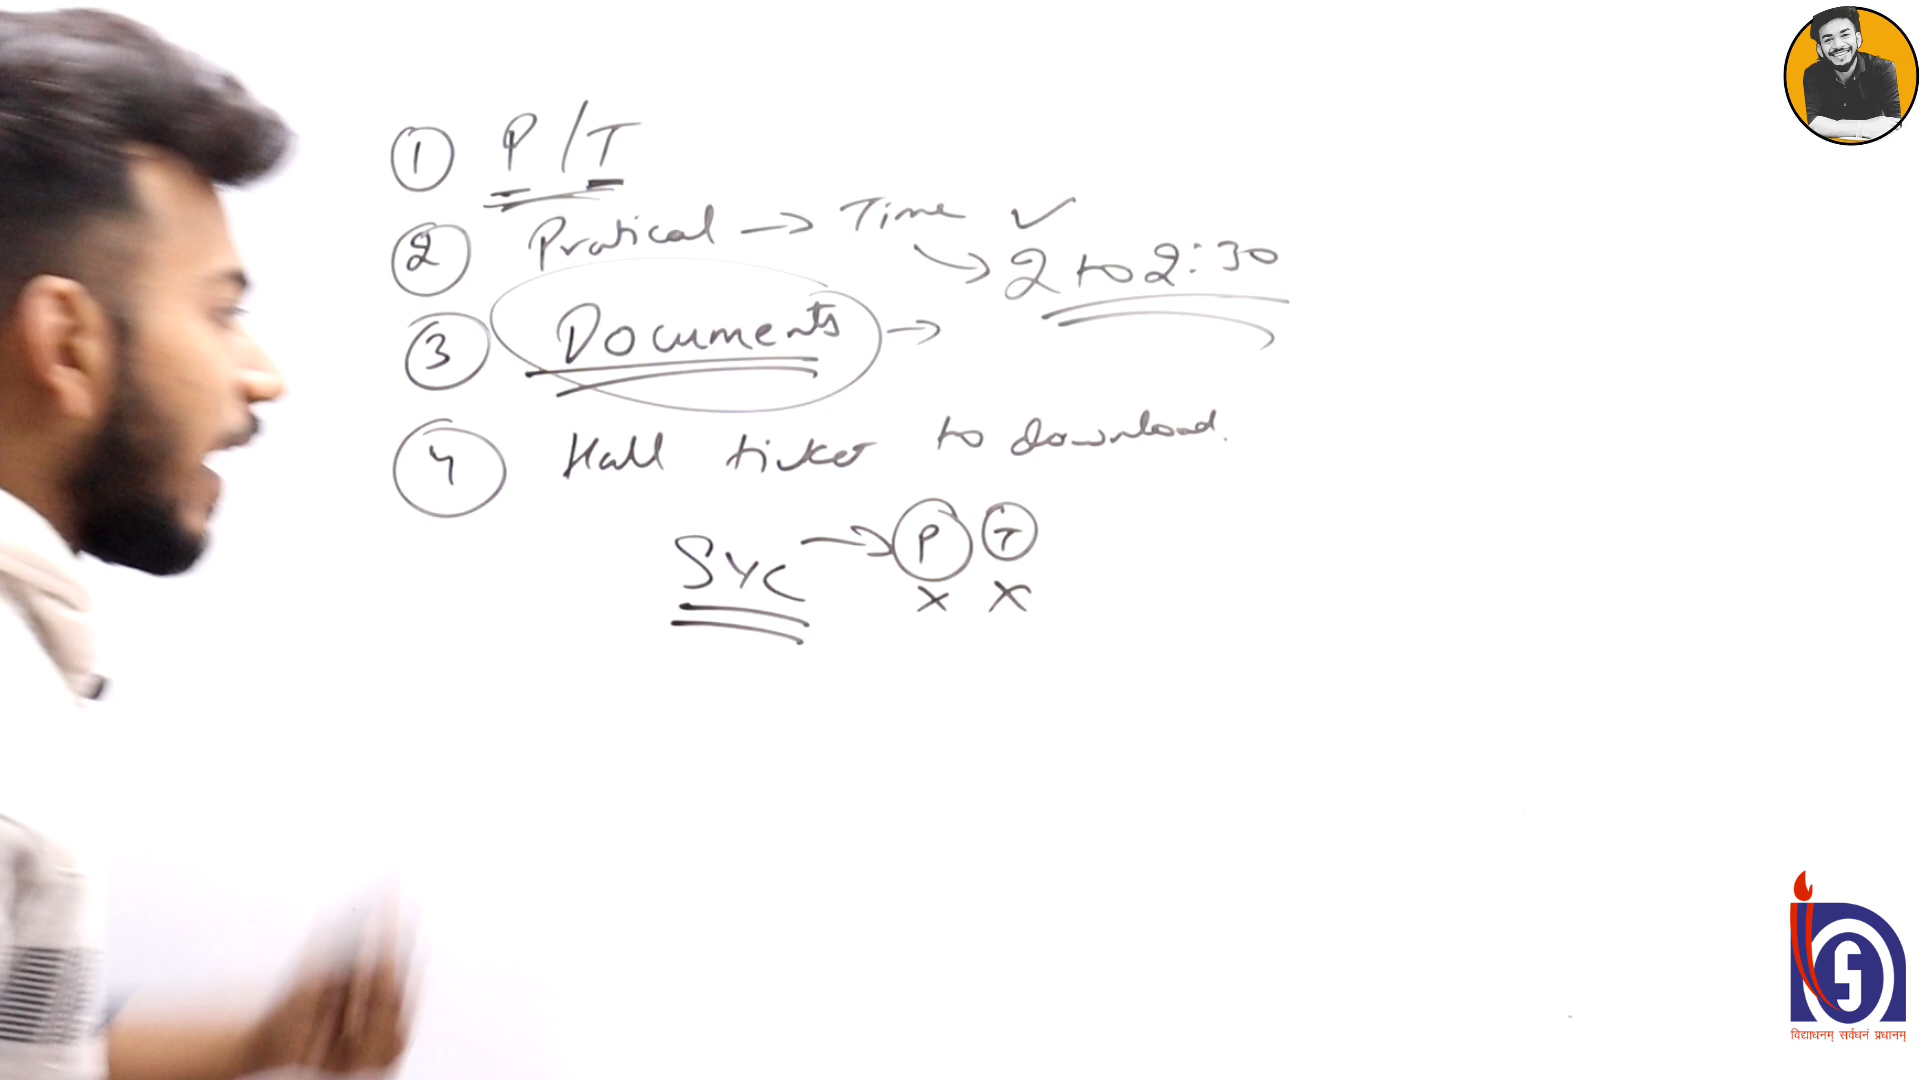 1 P/T
2 Pratical → Time ✓
→ 2 to 2:30
3 Documents →
4 Hall ticket to download.
SYC → P T
x x
विद्याधनम् सर्वधनं प्रधानम्